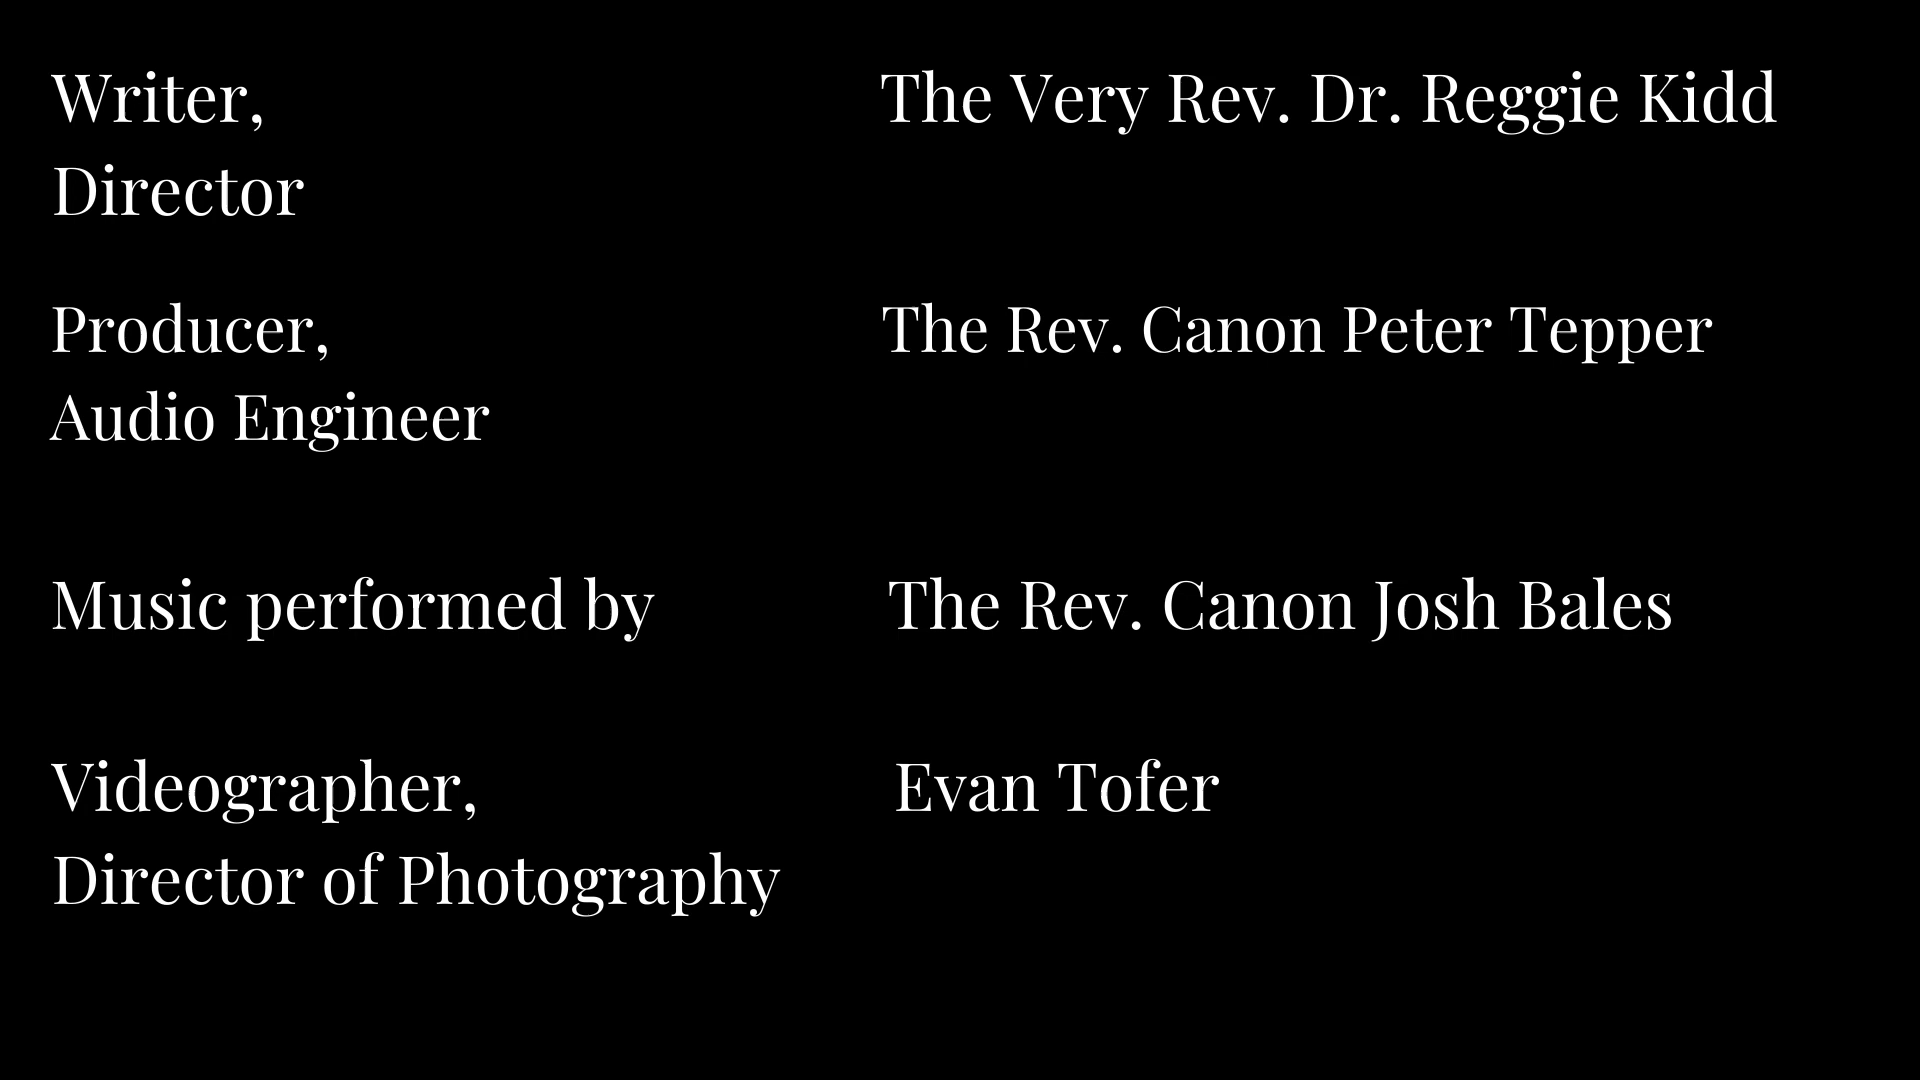 Writer,
The Very Rev. Dr. Reggie Kidd
Director
Producer,
The Rev. Canon Peter Tepper
Audio Engineer
Music performed by
The Rev. Canon Josh Bales
Videographer,
Evan Tofer
Director of Photography